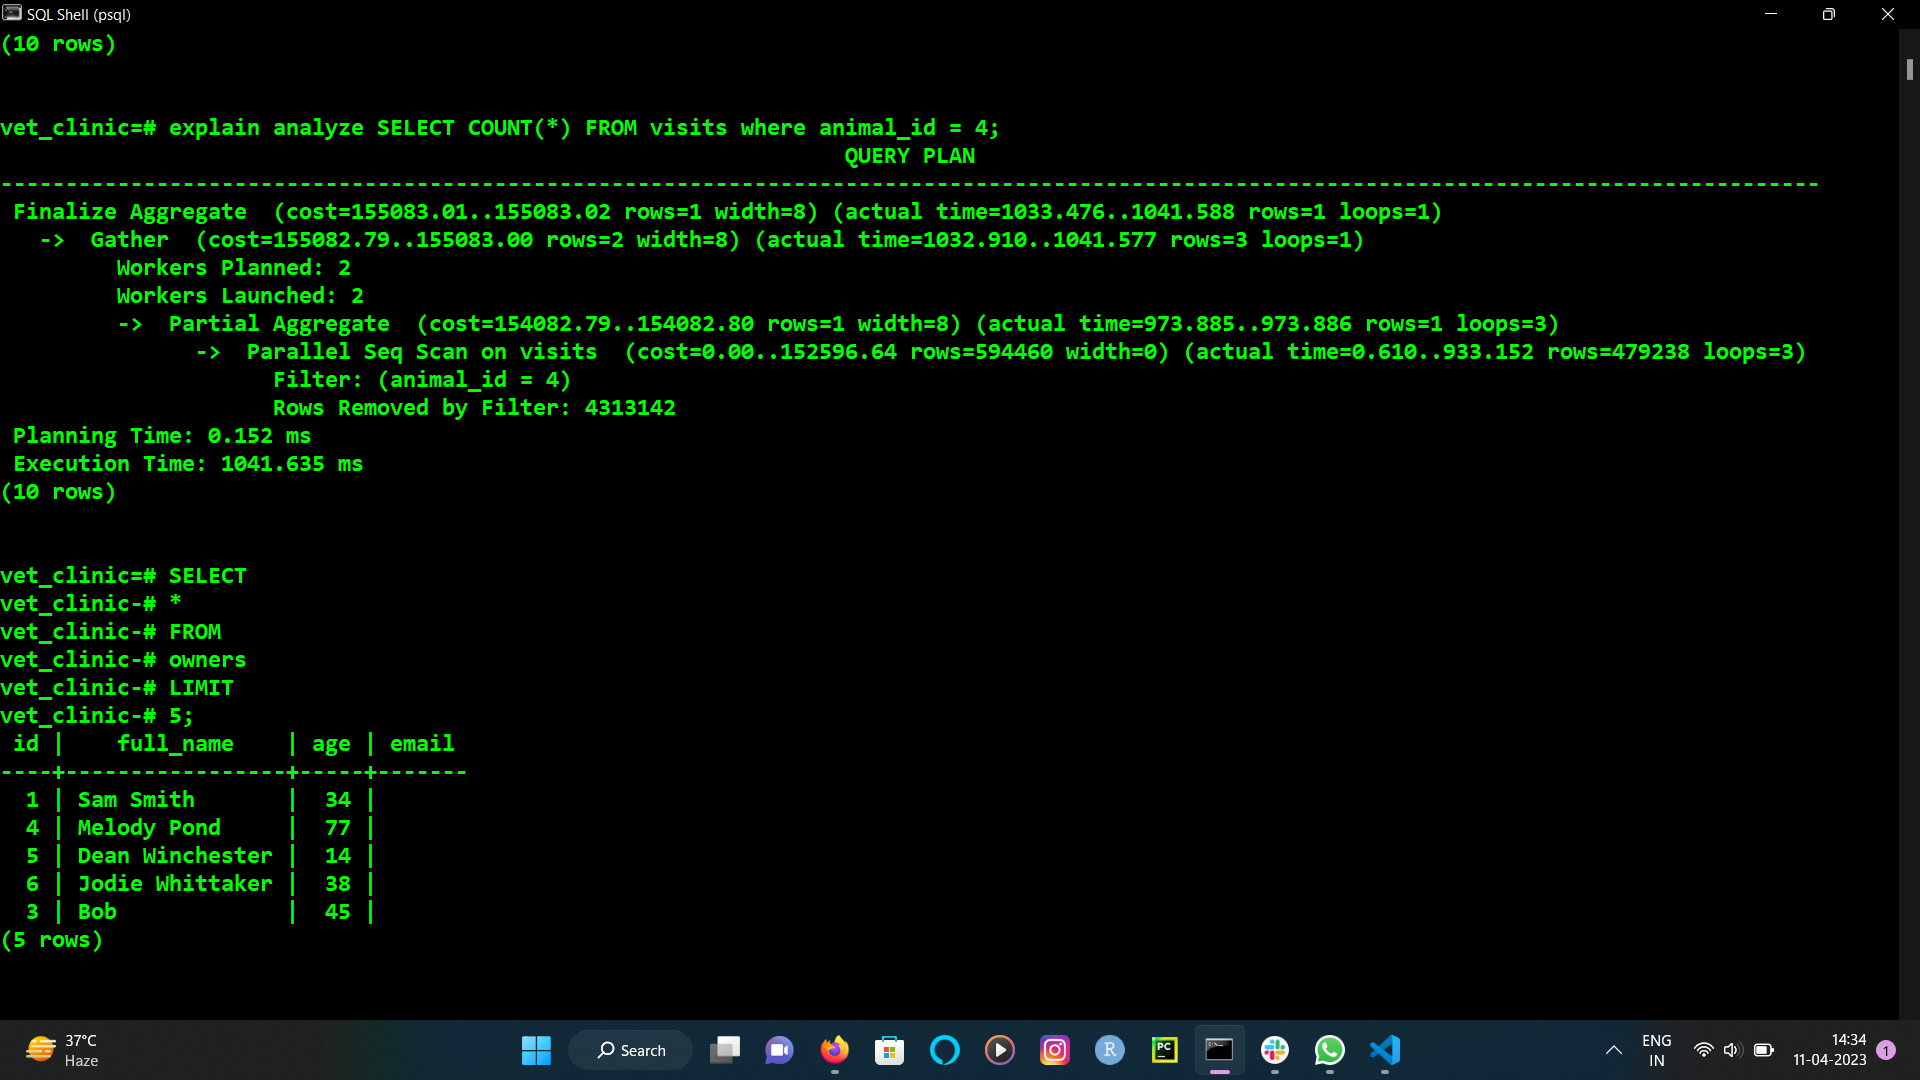 SQL Shell (psql)
(10 rows)
vet_clinic=# explain analyze SELECT COUNT(*) FROM visits where animal_id = 4;
QUERY PLAN
--------------------------------------------------------------------------------------------------------------------------------------------
Finalize Aggregate  (cost=155083.01..155083.02 rows=1 width=8) (actual time=1033.476..1041.588 rows=1 loops=1)
->  Gather  (cost=155082.79..155083.00 rows=2 width=8) (actual time=1032.910..1041.577 rows=3 loops=1)
Workers Planned: 2
Workers Launched: 2
->  Partial Aggregate  (cost=154082.79..154082.80 rows=1 width=8) (actual time=973.885..973.886 rows=1 loops=3)
->  Parallel Seq Scan on visits  (cost=0.00..152596.64 rows=594460 width=0) (actual time=0.610..933.152 rows=479238 loops=3)
Filter: (animal_id = 4)
Rows Removed by Filter: 4313142
Planning Time: 0.152 ms
Execution Time: 1041.635 ms
(10 rows)
vet_clinic=# SELECT
vet_clinic-# *
vet_clinic-# FROM
vet_clinic-# owners
vet_clinic-# LIMIT
vet_clinic-# 5;
id |    full_name    | age | email
----+-----------------+-----+-------
1 | Sam Smith       |  34 |
4 | Melody Pond     |  77 |
5 | Dean Winchester |  14 |
6 | Jodie Whittaker |  38 |
3 | Bob             |  45 |
(5 rows)
37°C
Haze
Search
R
PC
ENG
IN
14:34
11-04-2023
1